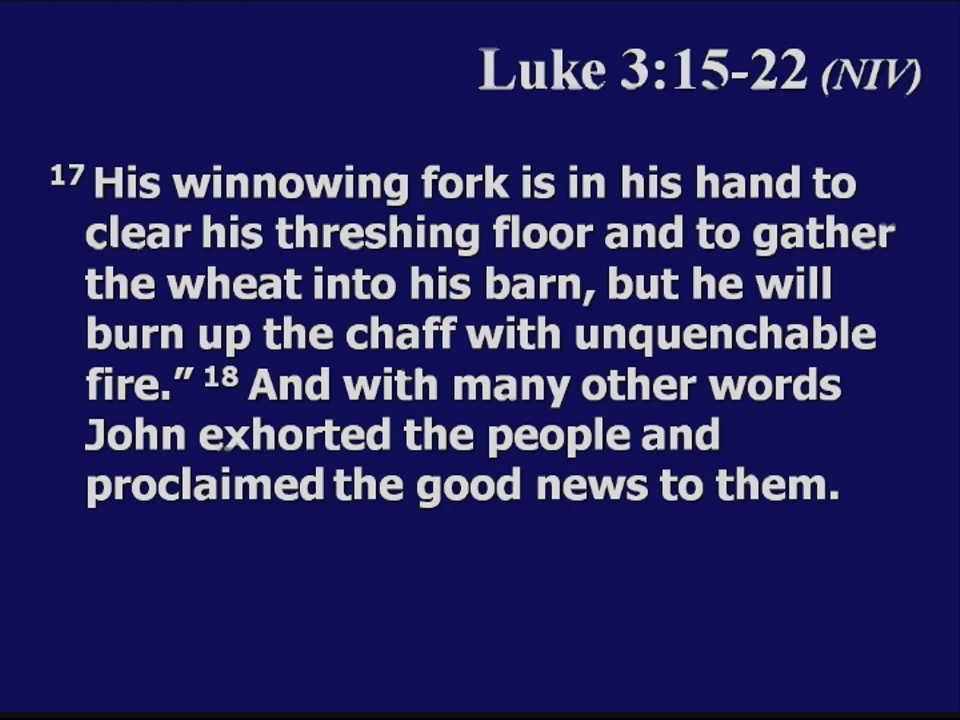 Luke 3:15-22 (NIV)
17 His winnowing fork is in his hand to
clear his threshing floor and to gather
the wheat into his barn, but he will
burn up the chaff with unquenchable
fire.” 18 And with many other words
John exhorted the people and
proclaimed the good news to them.